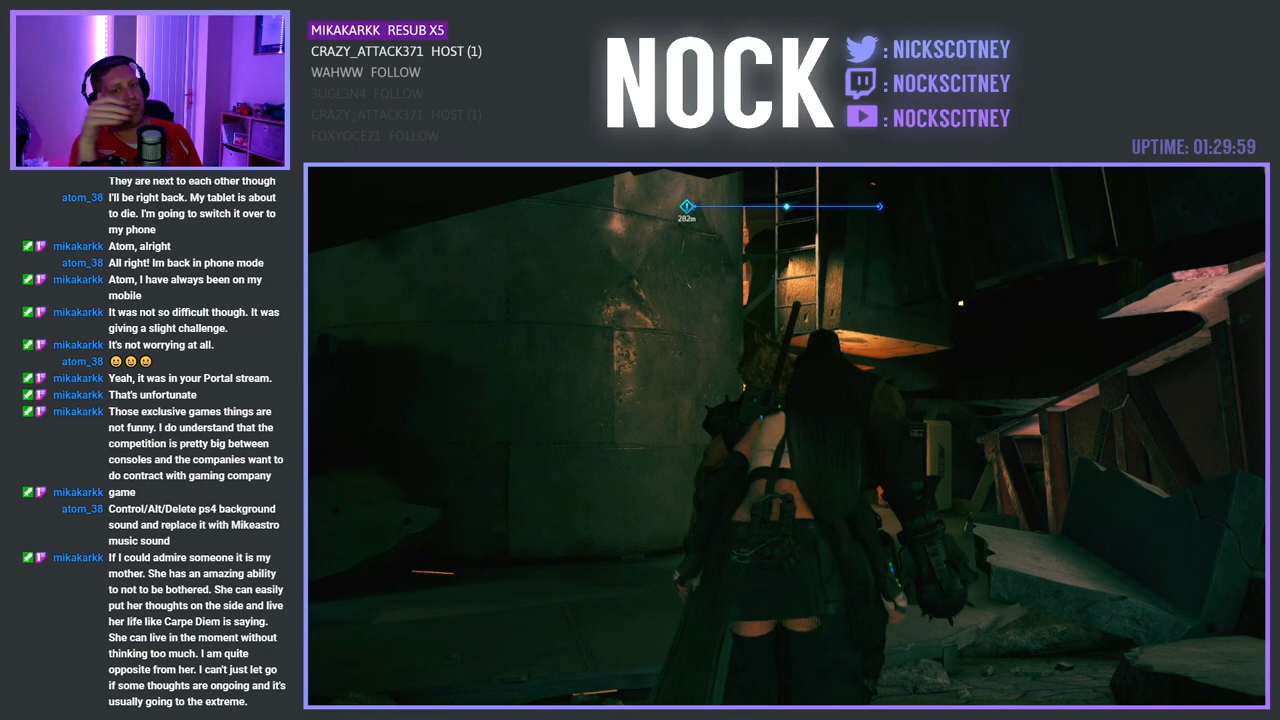 MIKAKARKK RESUB X5
CRAZY_ATTACK371 HOST (1)
WAHWW FOLLOW
3UGL3N4 FOLLOW
CRAZY_ATTACK371 HOST (1)
FOXYOCE21 FOLLOW
NOCK
: NICKSCOTNEY
: NOCKSCITNEY
: NOCKSCITNEY
UPTIME: 01:29:59
282m
They are next to each other though
atom_38 I'll be right back. My tablet is about
to die. I'm going to switch it over to
my phone
mikakarkk Atom, alright
atom_38 All right! Im back in phone mode
mikakarkk Atom, I have always been on my
mobile
mikakarkk It was not so difficult though. It was
giving a slight challenge.
mikakarkk It's not worrying at all.
atom_38 😀😀😀
mikakarkk Yeah, it was in your Portal stream.
mikakarkk That's unfortunate
mikakarkk Those exclusive games things are
not funny. I do understand that the
competition is pretty big between
consoles and the companies want to
do contract with gaming company
mikakarkk game
atom_38 Control/Alt/Delete ps4 background
sound and replace it with Mikeastro
music sound
mikakarkk If I could admire someone it is my
mother. She has an amazing ability
to not to be bothered. She can easily
put her thoughts on the side and live
her life like Carpe Diem is saying.
She can live in the moment without
thinking too much. I am quite
opposite from her. I can't just let go
if some thoughts are ongoing and it's
usually going to the extreme.